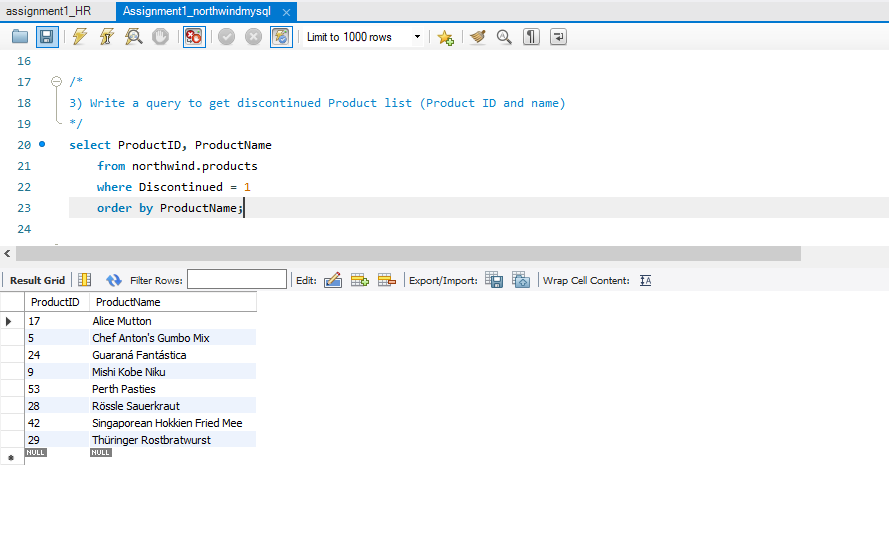 assignment1_HR Assignment1_northwindmysql ×
Limit to 1000 rows
16
17 /*
18 3) Write a query to get discontinued Product list (Product ID and name)
19 */
20 select ProductID, ProductName
21 from northwind.products
22 where Discontinued = 1
23 order by ProductName;
24
Result Grid Filter Rows: Edit: Export/Import: Wrap Cell Content: IA
ProductID ProductName
17 Alice Mutton
5 Chef Anton's Gumbo Mix
24 Guaraná Fantástica
9 Mishi Kobe Niku
53 Perth Pasties
28 Rössle Sauerkraut
42 Singaporean Hokkien Fried Mee
29 Thüringer Rostbratwurst
NULL NULL